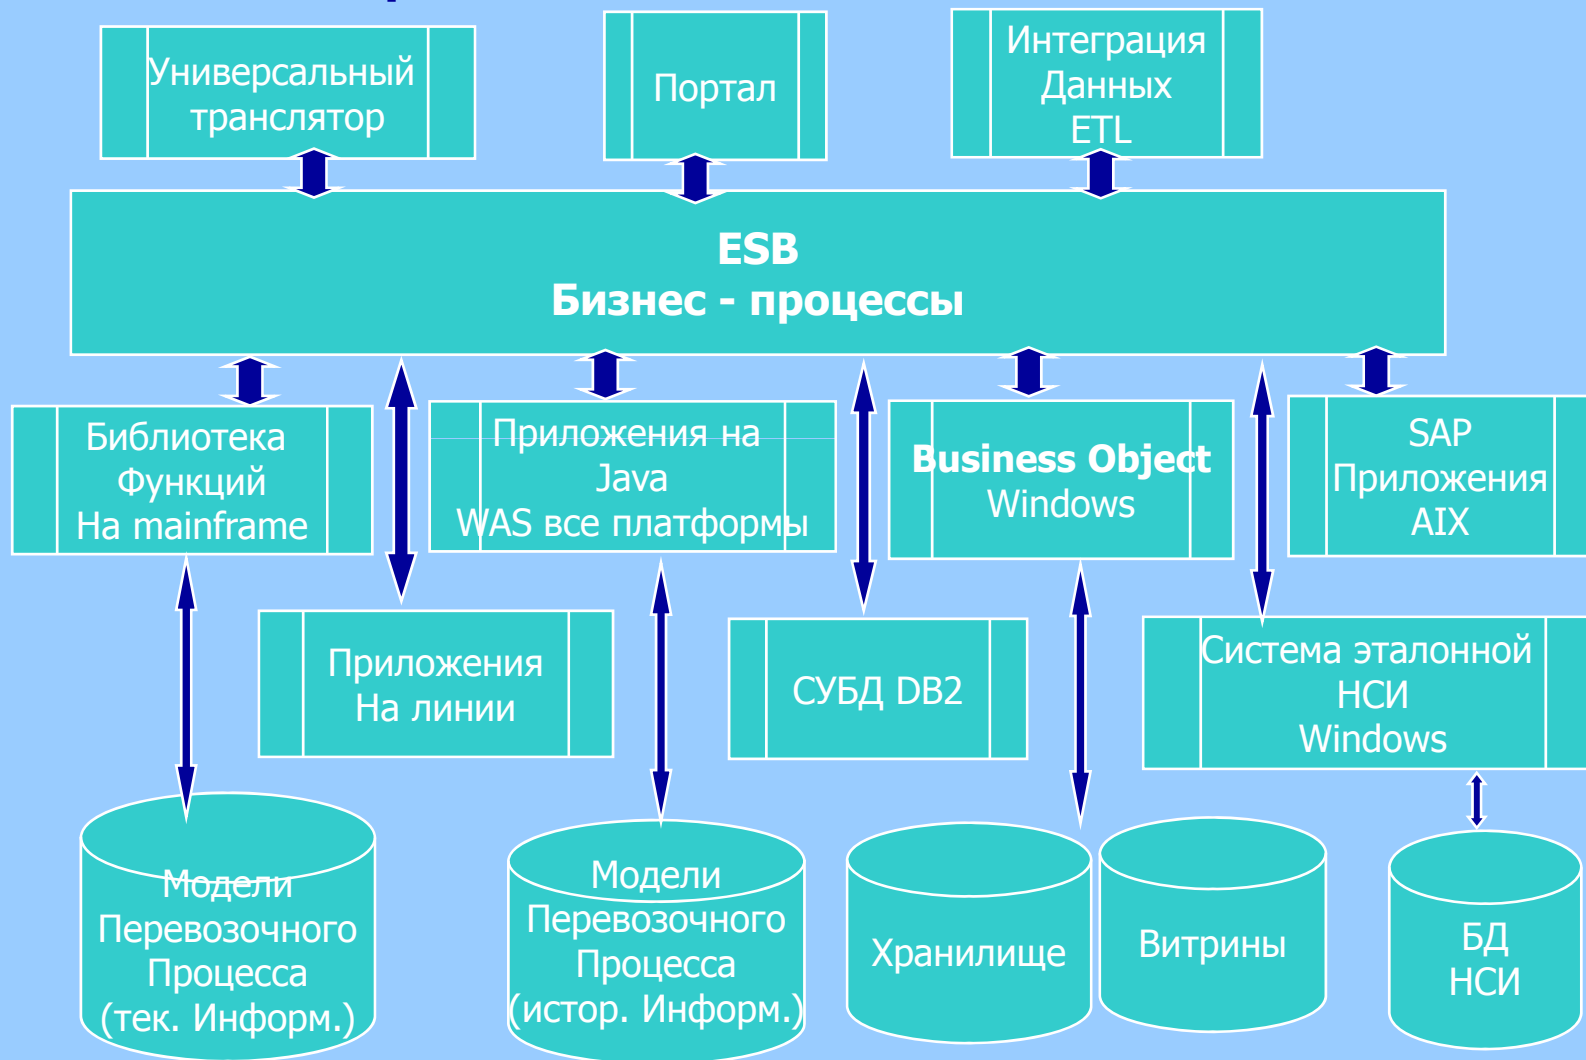 Универсальный
транслятор
Портал
Интеграция
Данных
ETL
ESB
Бизнес - процессы
Библиотека
Функций
На mainframe
Приложения на
Java
WAS все платформы
Business Object
Windows
SAP
Приложения
AIX
Приложения
На линии
СУБД DB2
Система эталонной
НСИ
Windows
Модели
Перевозочного
Процесса
(тек. Информ.)
Модели
Перевозочного
Процесса
(истор. Информ.)
Хранилище
Витрины
БД
НСИ